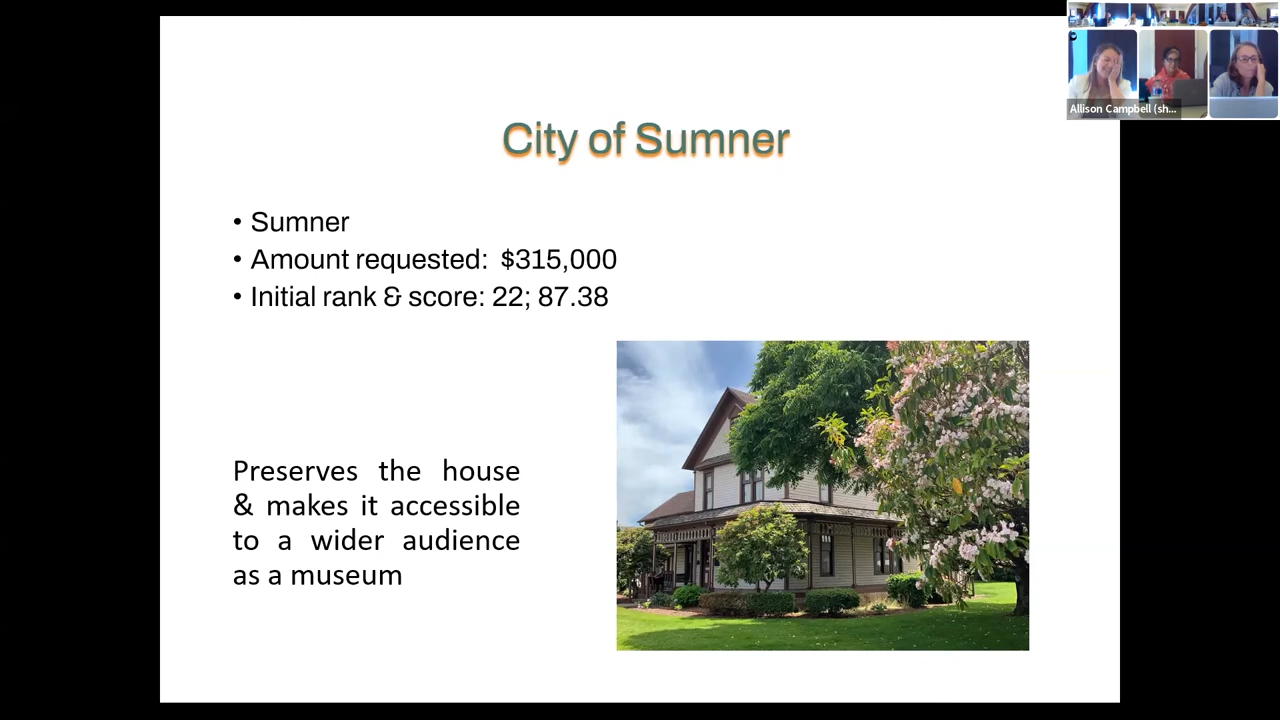 City of Sumner
• Sumner
• Amount requested: $315,000
• Initial rank & score: 22; 87.38
Preserves the house
& makes it accessible
to a wider audience
as a museum
Allison Campbell (sh...